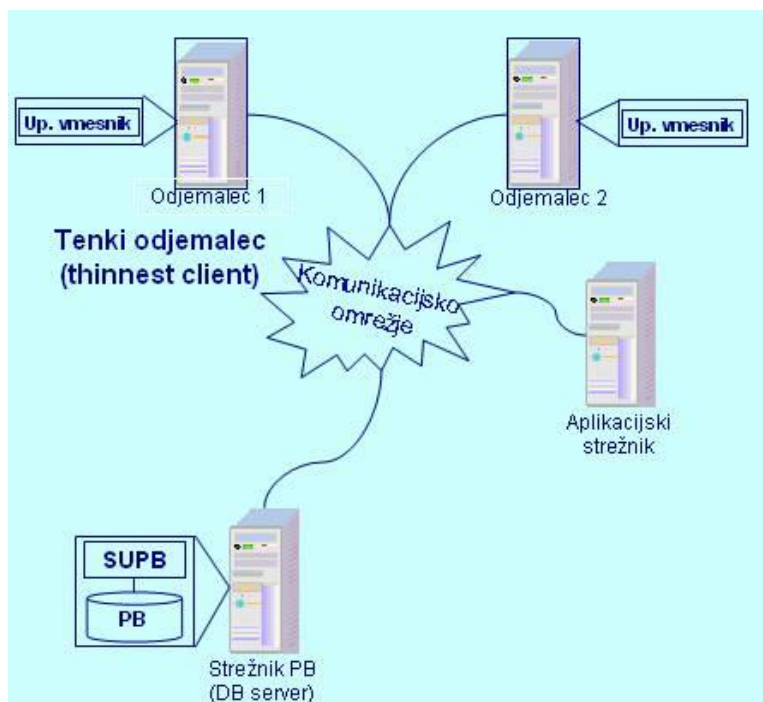 Up. vmesnik
Up. vmesnik
Odjemalec 1
Odjemalec 2
Tenki odjemalec
(thinnest client)
Komunikacijsko
omrežje
Aplikacijski
strežnik
SUPB
PB
Strežnik PB
(DB server)